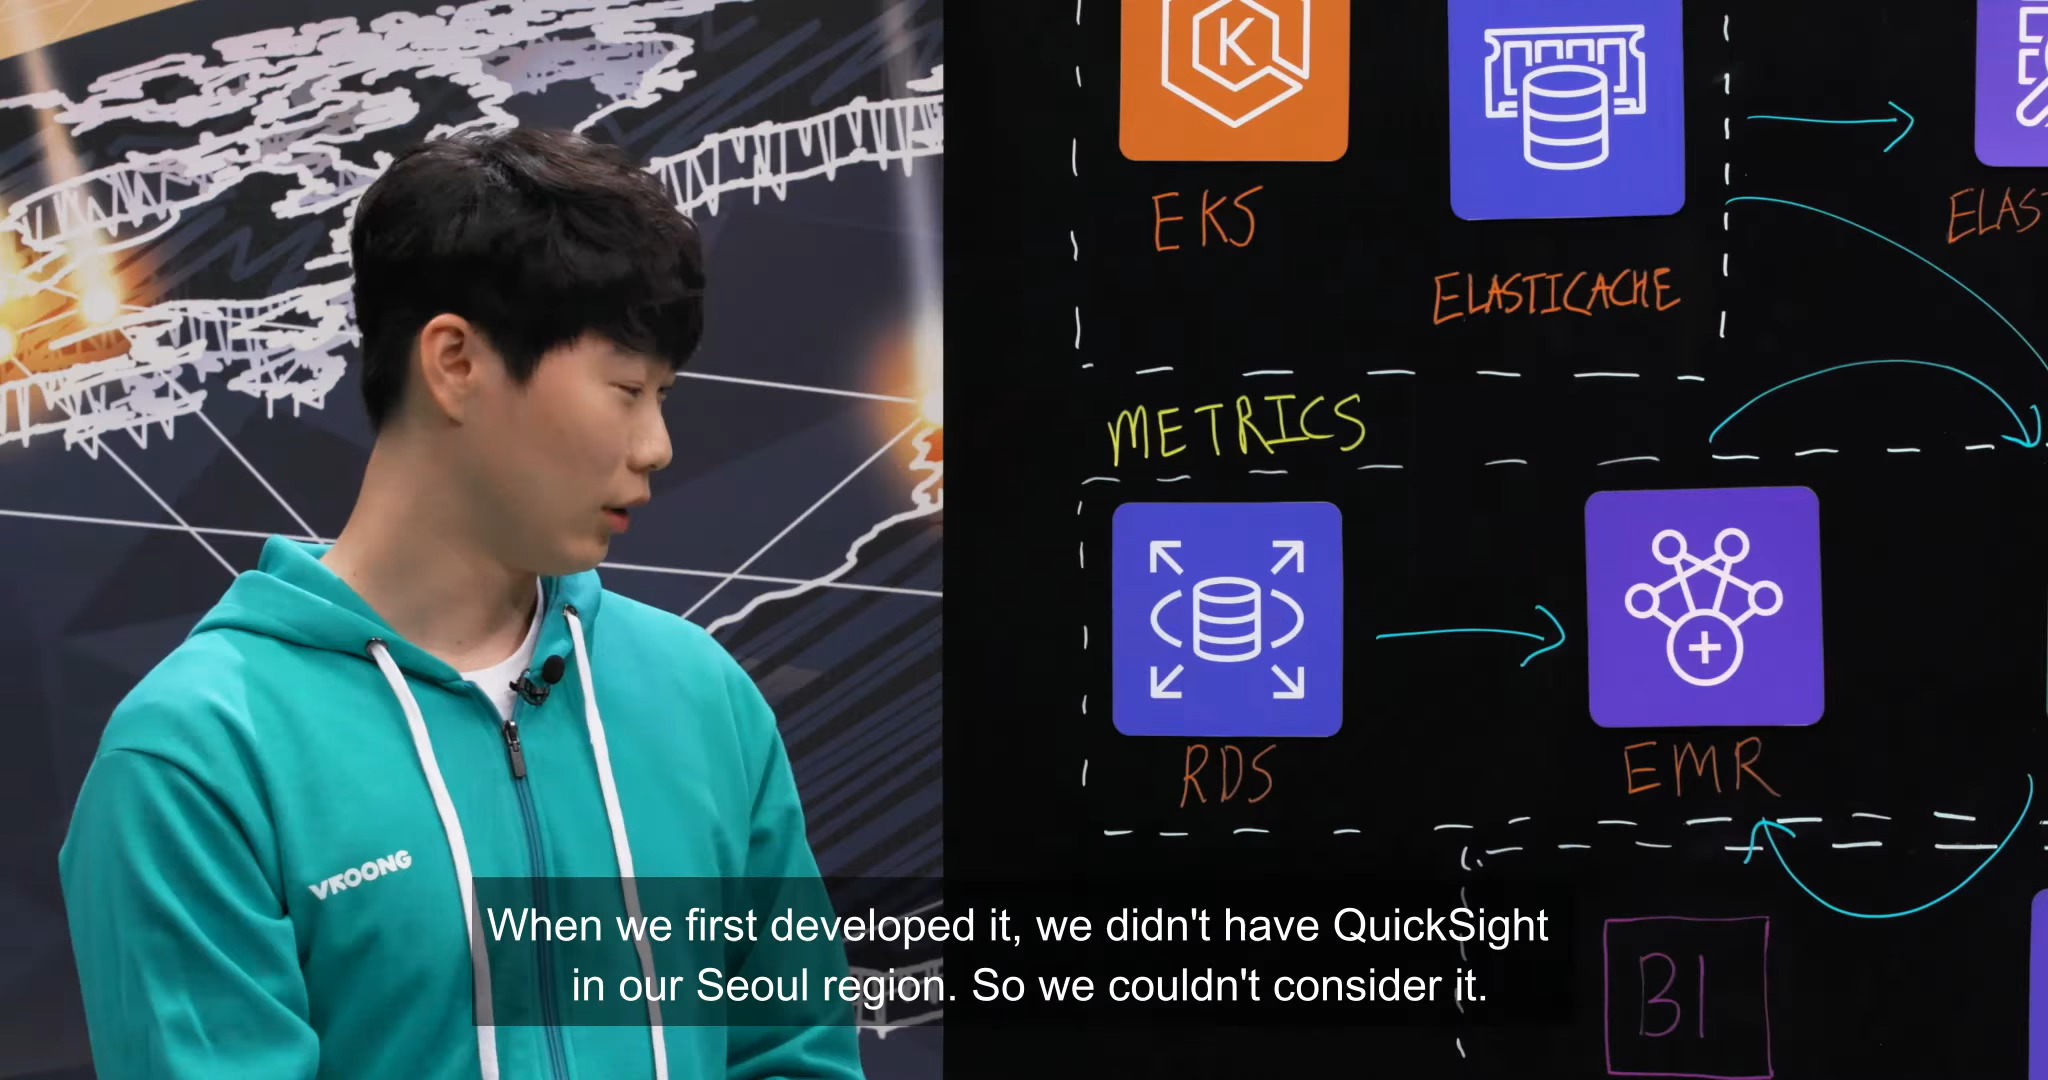 K
EKS
ELASTICACHE
ELAS
METRICS
RDS
EMR
VROONG
When we first developed it, we didn't have QuickSight
in our Seoul region. So we couldn't consider it.
BI